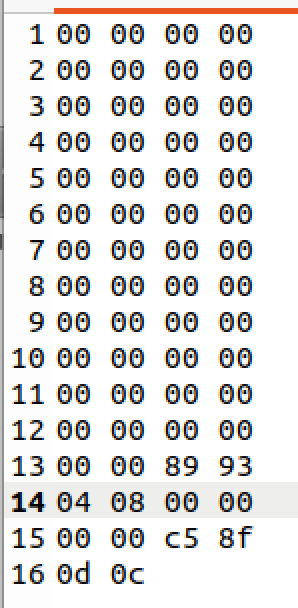 1 00 00 00 00
2 00 00 00 00
3 00 00 00 00
4 00 00 00 00
5 00 00 00 00
6 00 00 00 00
7 00 00 00 00
8 00 00 00 00
9 00 00 00 00
10 00 00 00 00
11 00 00 00 00
12 00 00 00 00
13 00 00 89 93
14 04 08 00 00
15 00 00 c5 8f
16 0d 0c